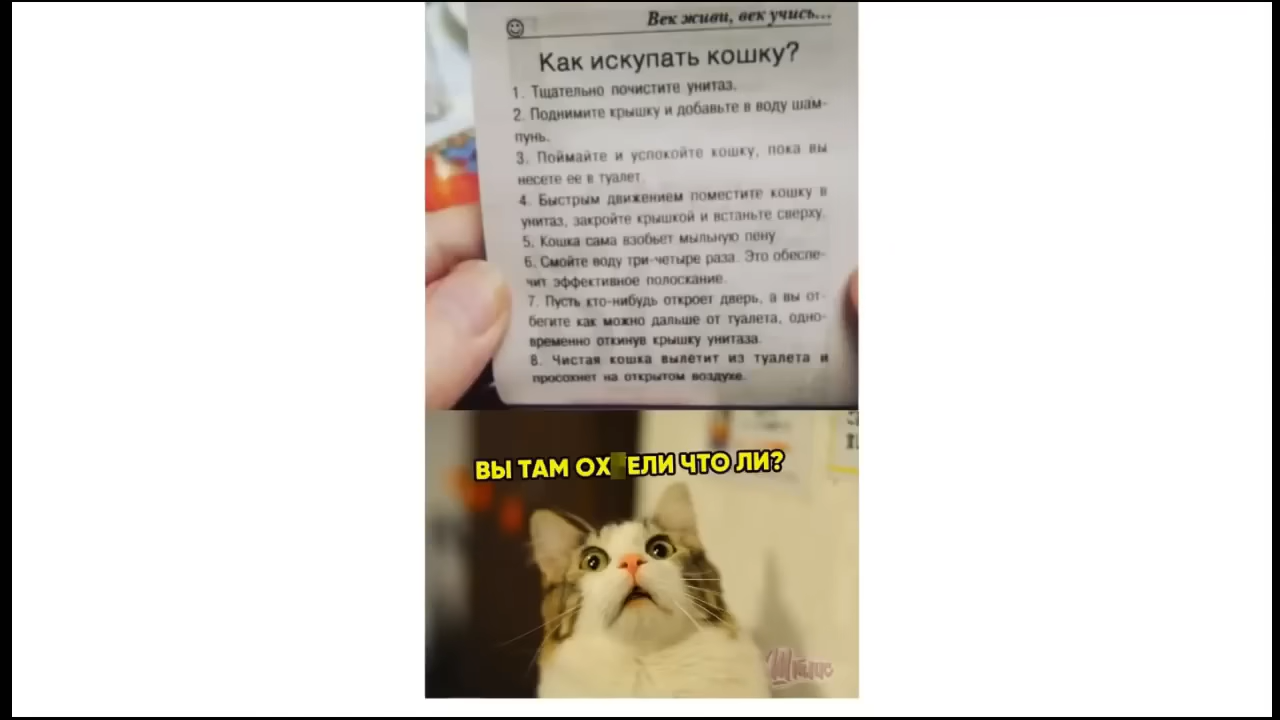 Век живи, век учись...
Как искупать кошку?
1. Тщательно почистите унитаз.
2. Поднимите крышку и добавьте в воду шам-
пунь.
3. Поймайте и успокойте кошку, пока вы
несете ее в туалет.
4. Быстрым движением поместите кошку в
унитаз, закройте крышкой и встаньте сверху.
5. Кошка сама взобьет мыльную пену
6. Смойте воду три-четыре раза. Это обеспе-
чит эффективное полоскание.
7. Пусть кто-нибудь откроет дверь, а вы от-
бегите как можно дальше от туалета, одно-
временно откинув крышку унитаза.
8. Чистая кошка вылетит из туалета и
просохнет на открытом воздухе.
ВЫ ТАМ ОХ ЕЛИ ЧТО ЛИ?